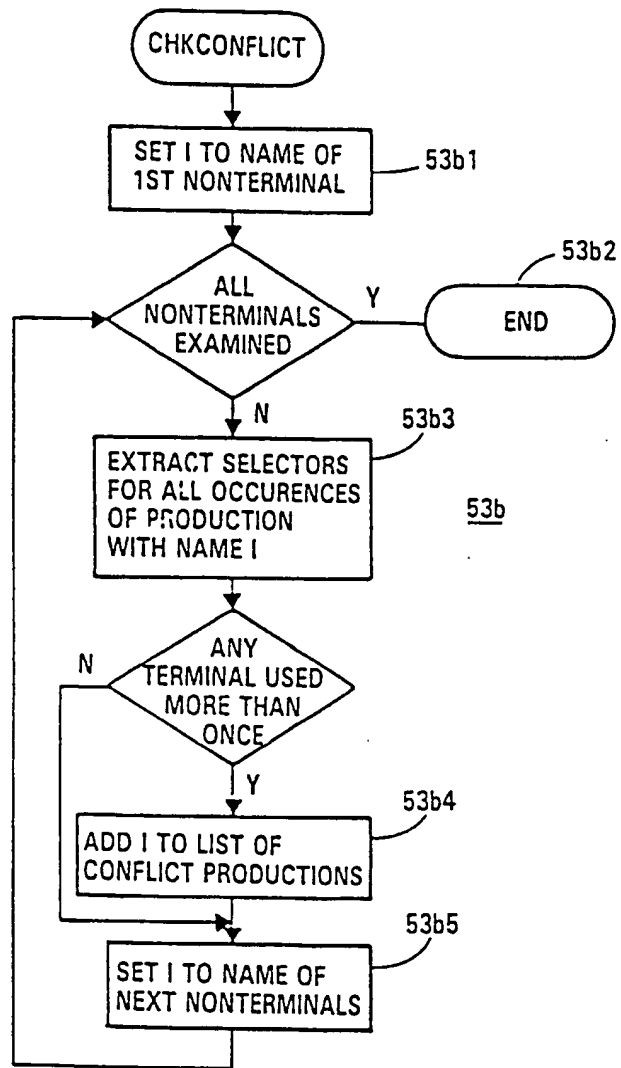 CHKCONFLICT
SET I TO NAME OF
1ST NONTERMINAL
53b1
ALL
NONTERMINALS
EXAMINED
Y
53b2
END
N
53b3
EXTRACT SELECTORS
FOR ALL OCCURENCES
OF PRODUCTION
WITH NAME I
53b
ANY
TERMINAL USED
MORE THAN
ONCE
N
Y
53b4
ADD I TO LIST OF
CONFLICT PRODUCTIONS
53b5
SET I TO NAME OF
NEXT NONTERMINALS